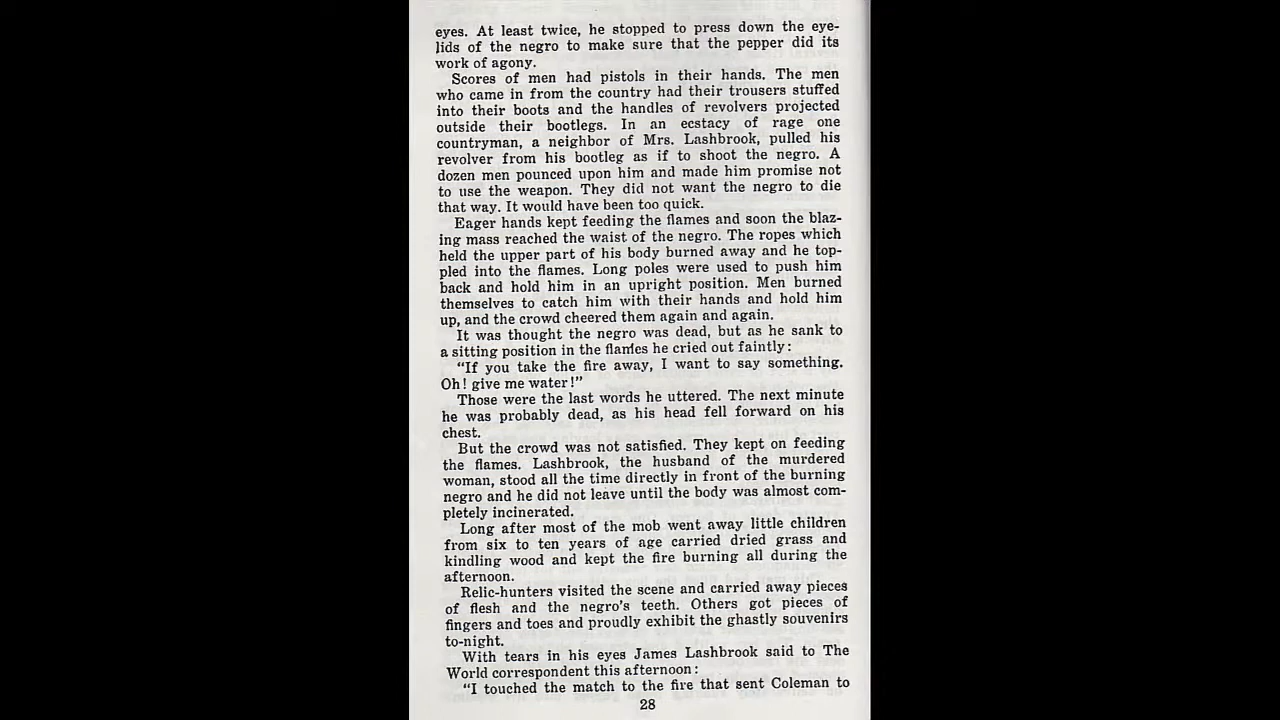 eyes. At least twice, he stopped to press down the eye-
lids of the negro to make sure that the pepper did its
work of agony.
Scores of men had pistols in their hands. The men
who came in from the country had their trousers stuffed
into their boots and the handles of revolvers projected
outside their bootlegs. In an ecstacy of rage one
countryman, a neighbor of Mrs. Lashbrook, pulled his
revolver from his bootleg as if to shoot the negro. A
dozen men pounced upon him and made him promise not
to use the weapon. They did not want the negro to die
that way. It would have been too quick.
Eager hands kept feeding the flames and soon the blaz-
ing mass reached the waist of the negro. The ropes which
held the upper part of his body burned away and he top-
pled into the flames. Long poles were used to push him
back and hold him in an upright position. Men burned
themselves to catch him with their hands and hold him
up, and the crowd cheered them again and again.
It was thought the negro was dead, but as he sank to
a sitting position in the flames he cried out faintly:
"If you take the fire away, I want to say something.
Oh! give me water!"
Those were the last words he uttered. The next minute
he was probably dead, as his head fell forward on his
chest.
But the crowd was not satisfied. They kept on feeding
the flames. Lashbrook, the husband of the murdered
woman, stood all the time directly in front of the burning
negro and he did not leave until the body was almost com-
pletely incinerated.
Long after most of the mob went away little children
from six to ten years of age carried dried grass and
kindling wood and kept the fire burning all during the
afternoon.
Relic-hunters visited the scene and carried away pieces
of flesh and the negro's teeth. Others got pieces of
fingers and toes and proudly exhibit the ghastly souvenirs
to-night.
With tears in his eyes James Lashbrook said to The
World correspondent this afternoon:
"I touched the match to the fire that sent Coleman to
28